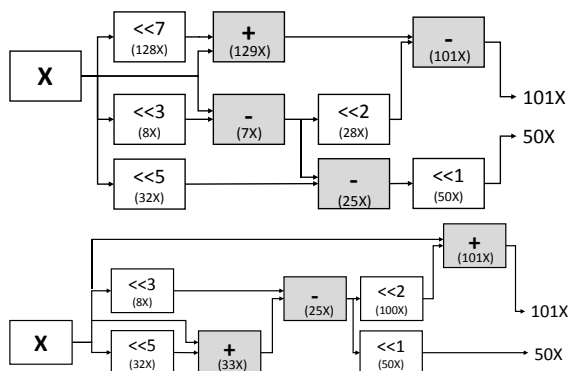 <<7
(128X)
+
(129X)
-
(101X)
X
101X
<<3
(8X)
-
(7X)
<<2
(28X)
50X
<<5
(32X)
-
(25X)
<<1
(50X)
+
(101X)
<<3
(8X)
-
(25X)
<<2
(100X)
101X
X
<<5
(32X)
+
(33X)
<<1
(50X)
50X